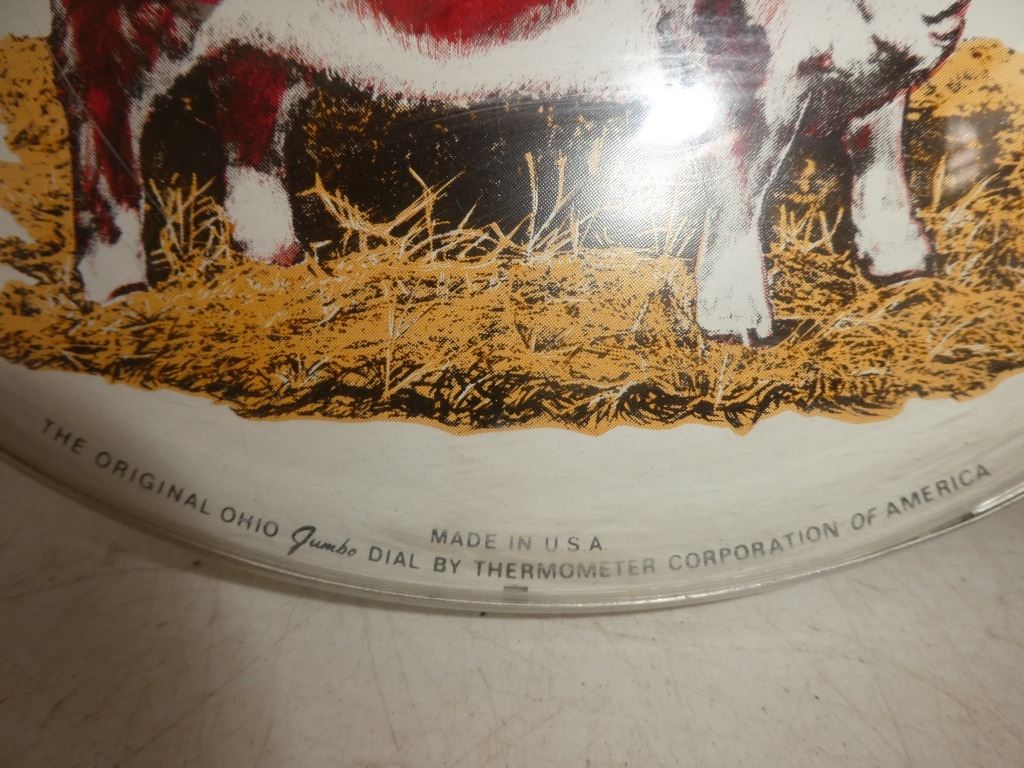 MADE IN U.S.A.
THE ORIGINAL OHIO Jumbo DIAL BY THERMOMETER CORPORATION OF AMERICA